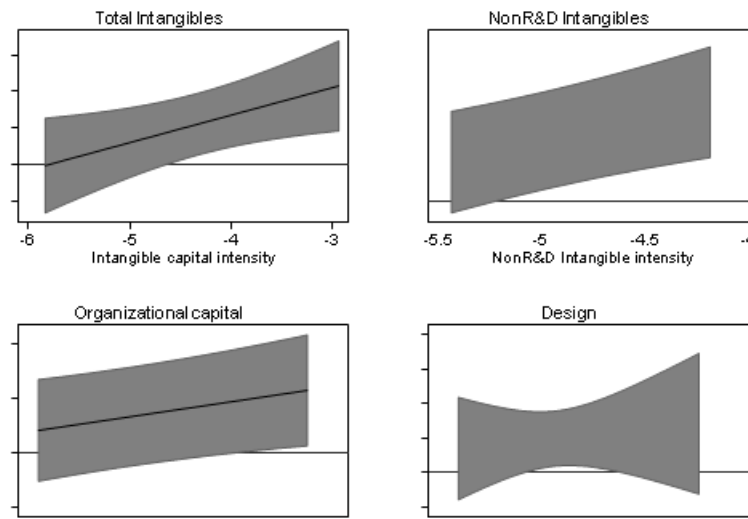 Total Intangibles
NonR&D Intangibles
-6 -5 -4 -3
-5.5 -5 -4.5
Intangible capital intensity
NonR&D Intangible intensity
Organizational capital
Design